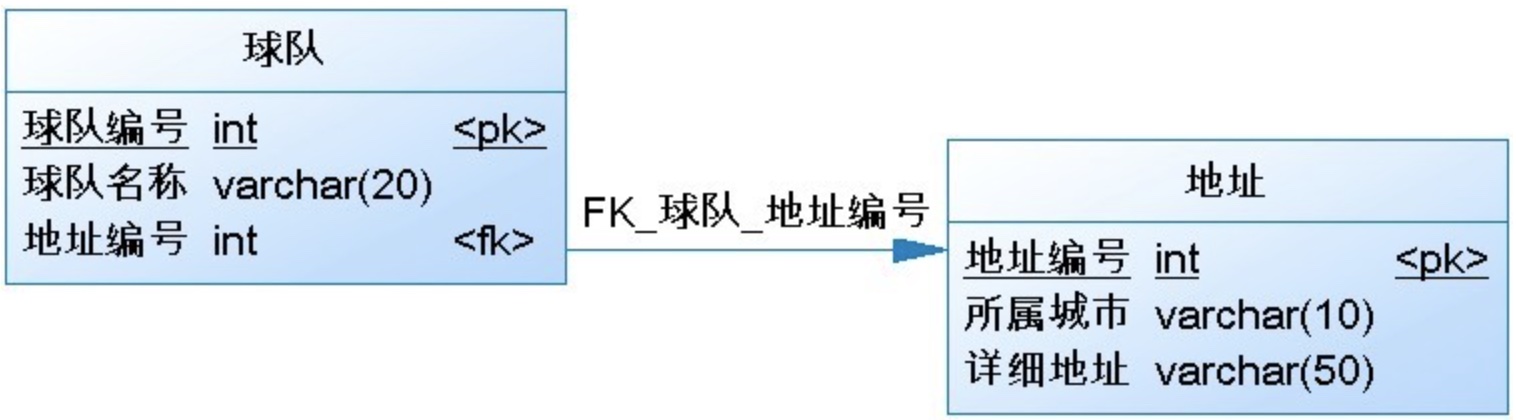 球队
球队编号 int <pk>
球队名称 varchar(20)
地址编号 int <fk>
FK_球队_地址编号
地址
地址编号 int <pk>
所属城市 varchar(10)
详细地址 varchar(50)